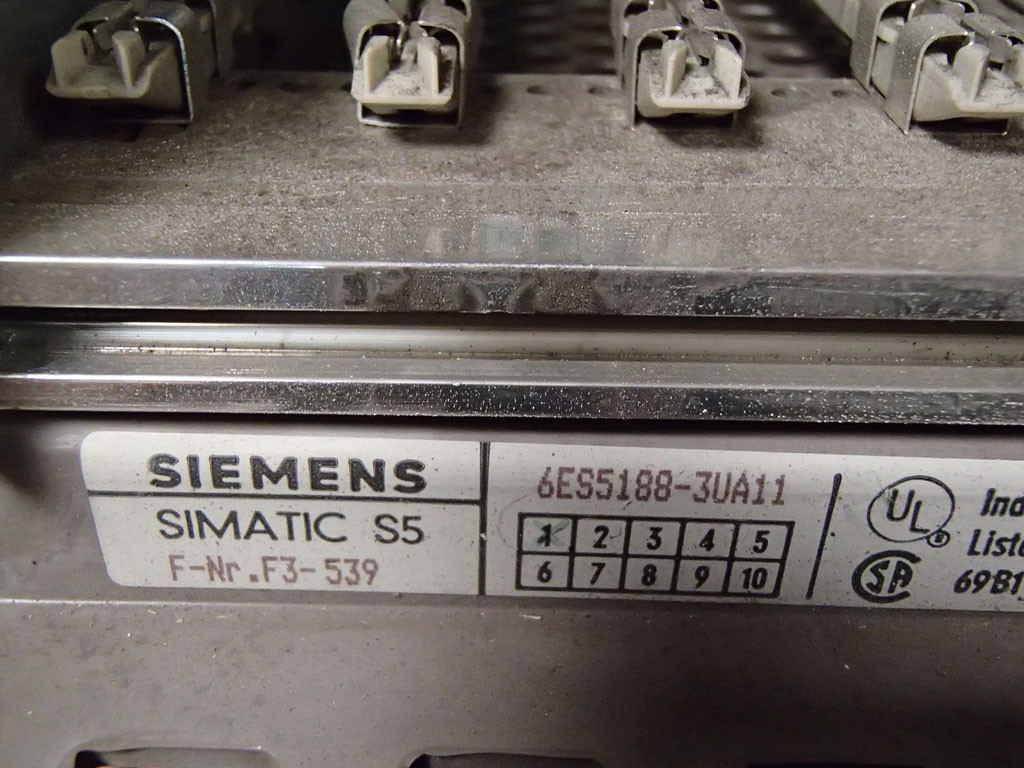 SIEMENS
SIMATIC S5
F-Nr.F3-539
6ES5188-3UA11
1 2 3 4 5
6 7 8 9 10
UL
SA
Ind
Liste
69B1